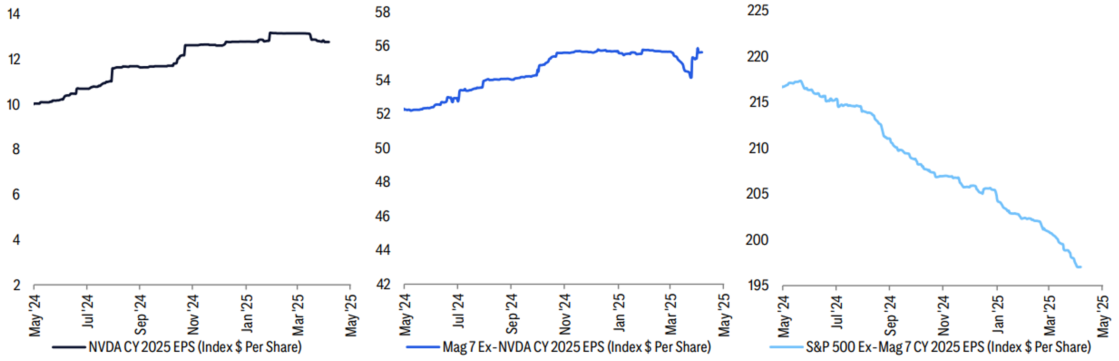 14
12
10
8
6
4
2
May '24
Jul '24
Sep '24
Nov '24
Jan '25
Mar '25
May '25
NVDA CY 2025 EPS (Index $ Per Share)
58
56
54
52
50
48
46
44
42
May '24
Jul '24
Sep '24
Nov '24
Jan '25
Mar '25
May '25
Mag 7 Ex-NVDA CY 2025 EPS (Index $ Per Share)
225
220
215
210
205
200
195
May '24
Jul '24
Sep '24
Nov '24
Jan '25
Mar '25
May '25
S&P 500 Ex-Mag 7 CY 2025 EPS (Index $ Per Share)